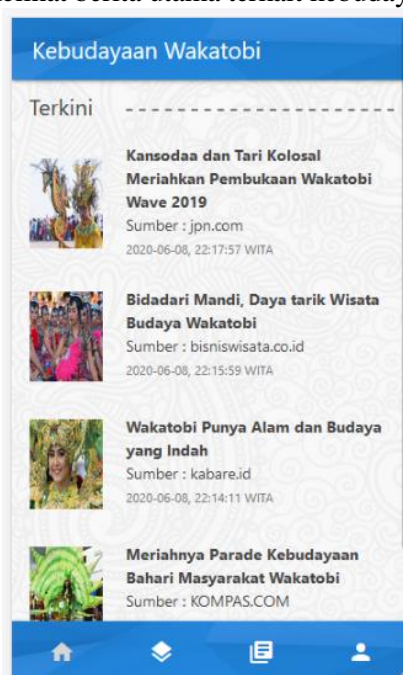 Kebudayaan Wakatobi
Terkini
Kansodaa dan Tari Kolosal
Meriahkan Pembukaan Wakatobi
Wave 2019
Sumber : jpn.com
2020-06-08, 22:17:57 WITA
Bidadari Mandi, Daya tarik Wisata
Budaya Wakatobi
Sumber : bisniswisata.co.id
2020-06-08, 22:15:59 WITA
Wakatobi Punya Alam dan Budaya
yang Indah
Sumber : kabare.id
2020-06-08, 22:14:11 WITA
Meriahnya Parade Kebudayaan
Bahari Masyarakat Wakatobi
Sumber : KOMPAS.COM